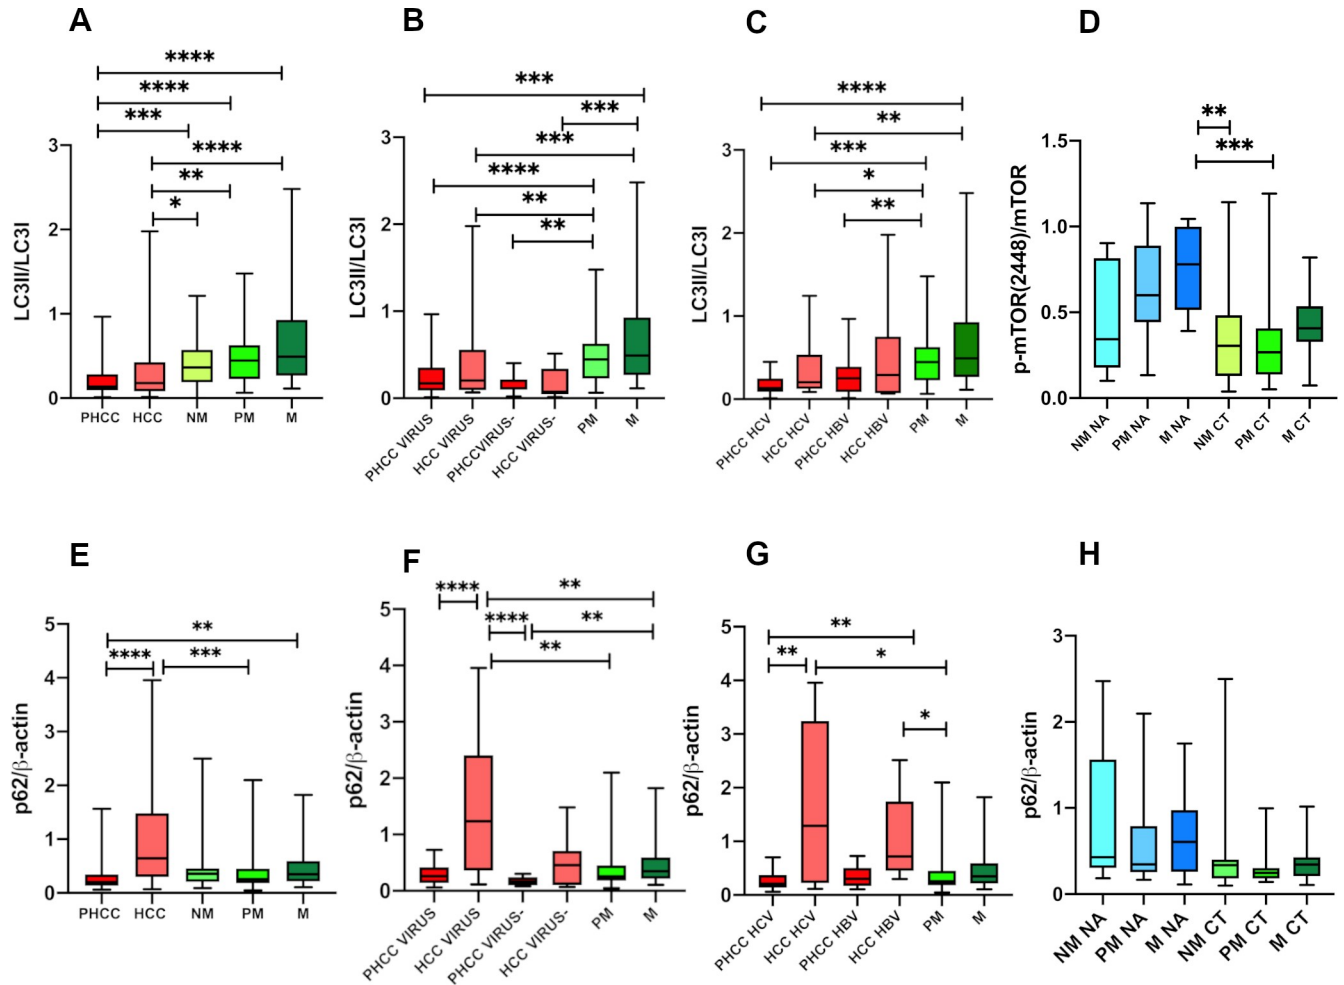 A
****
****
***
****
**
*
LC3II/LC3I
3
2
1
0
PHCC
HCC
NM
PM
M
B
***
***
***
****
**
**
LC3II/LC3I
3
2
1
0
PHCC VIRUS
HCC VIRUS
PHCCVIRUS-
HCC VIRUS-
PM
M
C
****
**
***
*
**
LC3II/LC3I
3
2
1
0
PHCC HCV
HCC HCV
PHCC HBV
HCC HBV
PM
M
D
**
***
p-mTOR(2448)/mTOR
1.5
1.0
0.5
0.0
NM NA
PM NA
M NA
NM CT
PM CT
M CT
E
**
****
***
p62/β-actin
5
4
3
2
1
0
PHCC
HCC
NM
PM
M
F
****
**
****
**
**
p62/β-actin
5
4
3
2
1
0
PHCC VIRUS
HCC VIRUS
PHCC VIRUS-
HCC VIRUS-
PM
M
G
**
**
*
*
p62/β-actin
5
4
3
2
1
0
PHCC HCV
HCC HCV
PHCC HBV
HCC HBV
PM
M
H
p62/β-actin
3
2
1
0
NM NA
PM NA
M NA
NM CT
PM CT
M CT